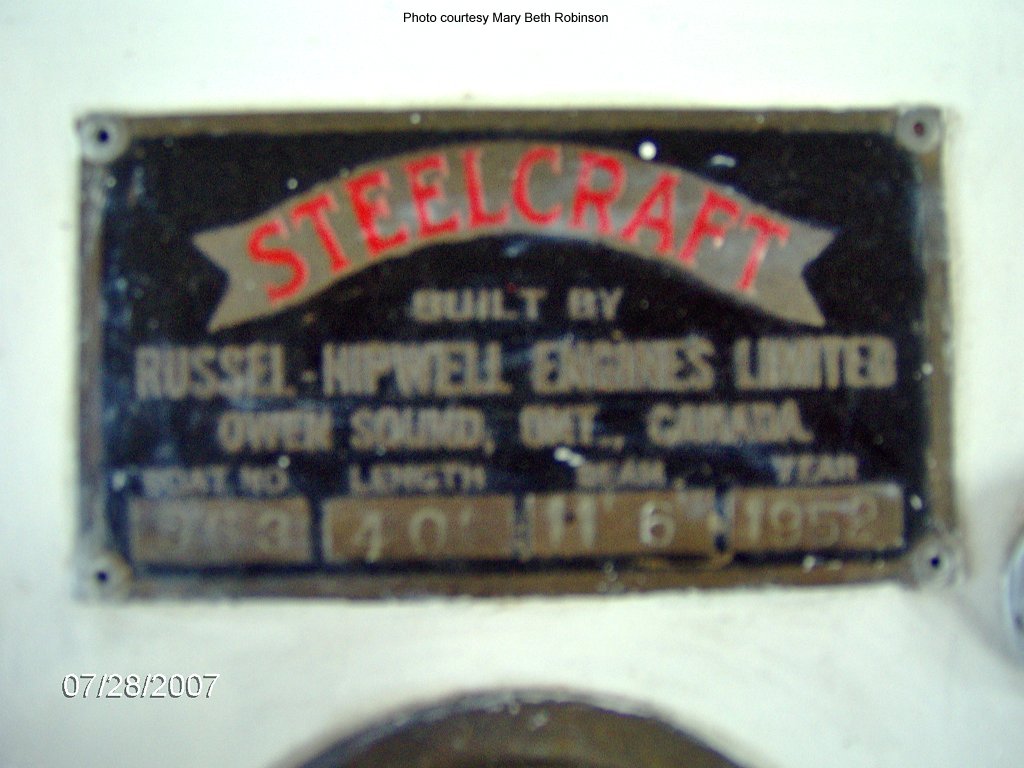 Photo courtesy Mary Beth Robinson
STEELCRAFT
BUILT BY
RUSSEL-HIPWELL ENGINES LIMITED
OWEN SOUND, ONT., CANADA.
BOAT NO LENGTH BEAM YEAR
40' 11' 6" 1952
07/28/2007